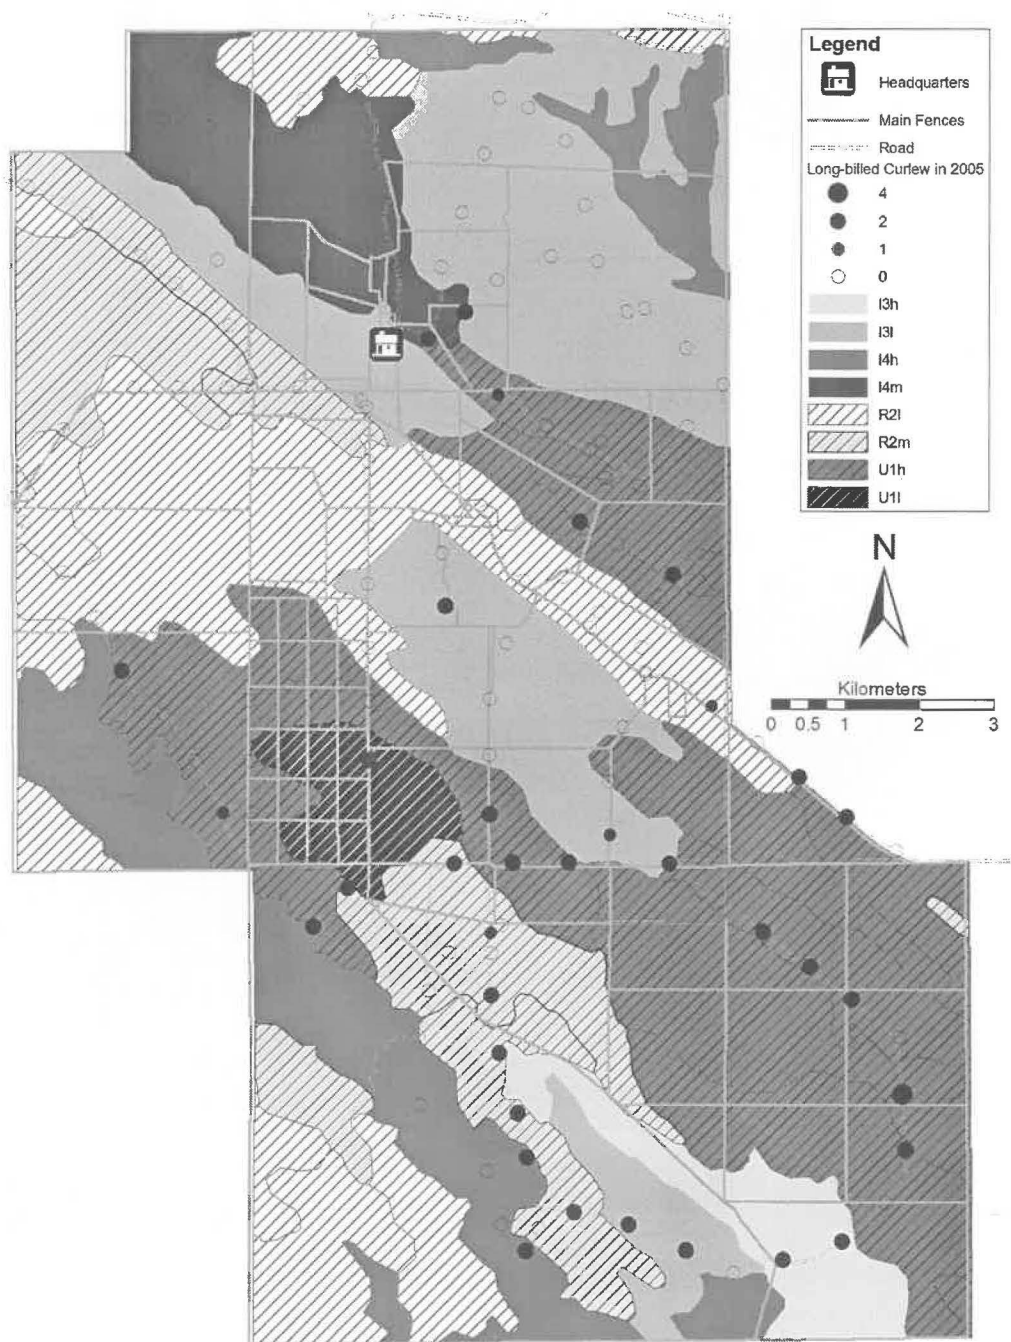 Legend
Headquarters
Main Fences
Road
Long-billed Curlew in 2005
4
2
1
0
I3h
I3l
I4h
I4m
R2l
R2m
U1h
U1l
N
Kilometers
0 0.5 1 2 3